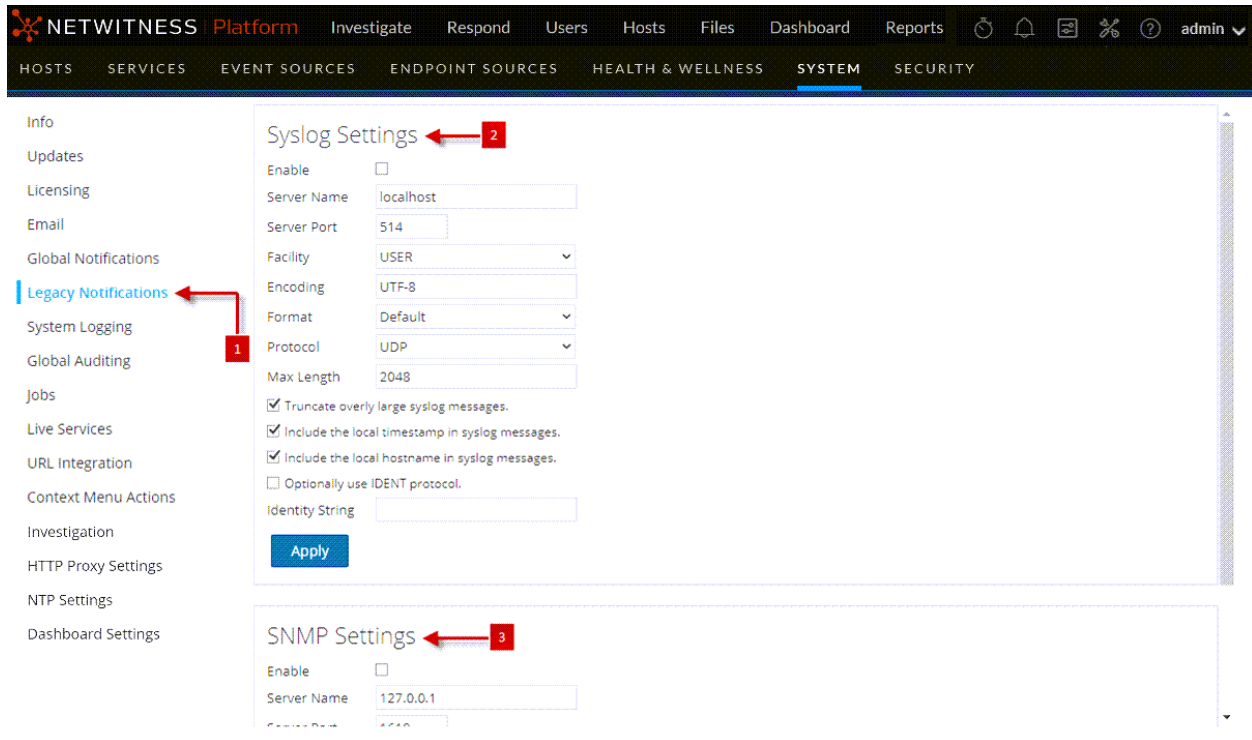 NETWITNESS Platform Investigate Respond Users Hosts Files Dashboard Reports admin
HOSTS SERVICES EVENT SOURCES ENDPOINT SOURCES HEALTH & WELLNESS SYSTEM SECURITY
Info
Updates
Licensing
Email
Global Notifications
Legacy Notifications
1
System Logging
Global Auditing
Jobs
Live Services
URL Integration
Context Menu Actions
Investigation
HTTP Proxy Settings
NTP Settings
Dashboard Settings
Syslog Settings 2
Enable
Server Name localhost
Server Port 514
Facility USER
Encoding UTF-8
Format Default
Protocol UDP
Max Length 2048
Truncate overly large syslog messages.
Include the local timestamp in syslog messages.
Include the local hostname in syslog messages.
Optionally use IDENT protocol.
Identity String
Apply
SNMP Settings 3
Enable
Server Name 127.0.0.1
Server Port